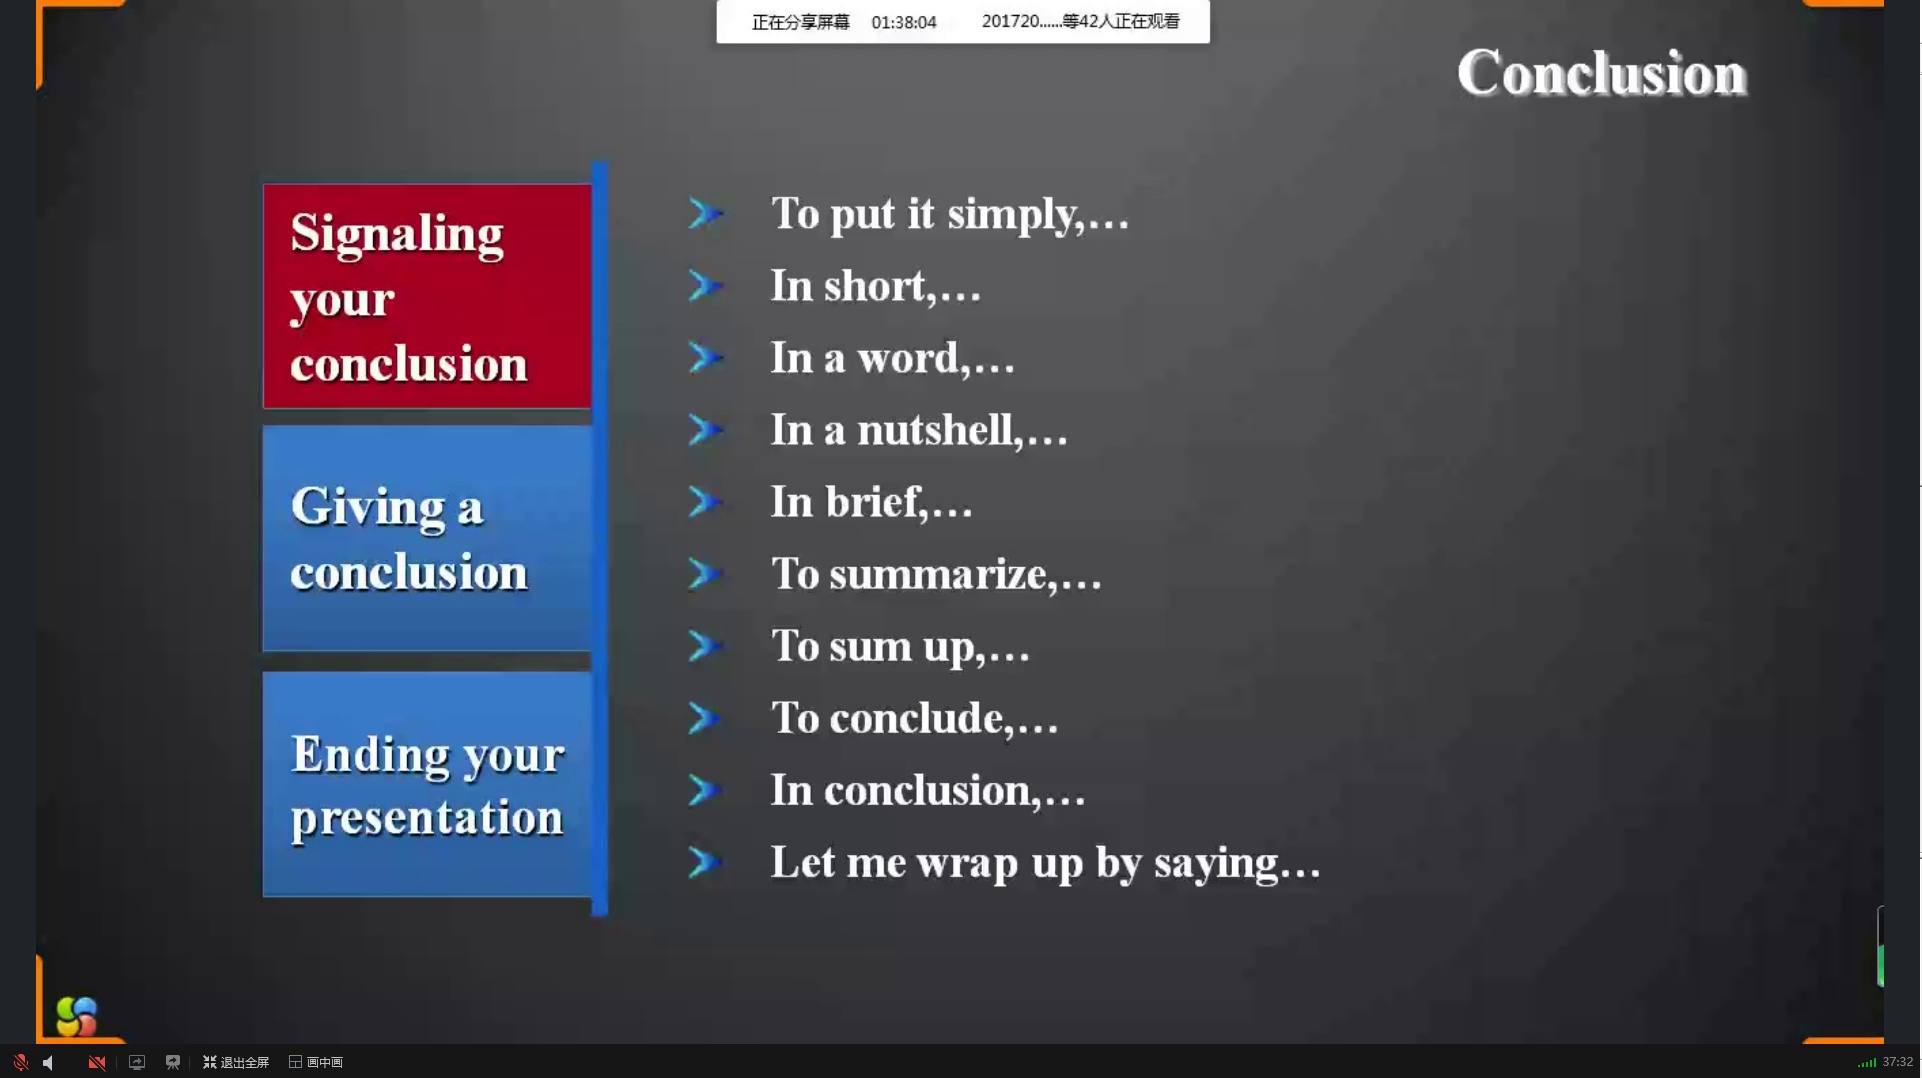 正在分享屏幕 01:38:04 201720......等42人正在观看
Conclusion
Signaling
your
conclusion
Giving a
conclusion
Ending your
presentation
To put it simply,…
In short,…
In a word,…
In a nutshell,…
In brief,…
To summarize,…
To sum up,…
To conclude,…
In conclusion,…
Let me wrap up by saying…
退出全屏 画中画 37:32